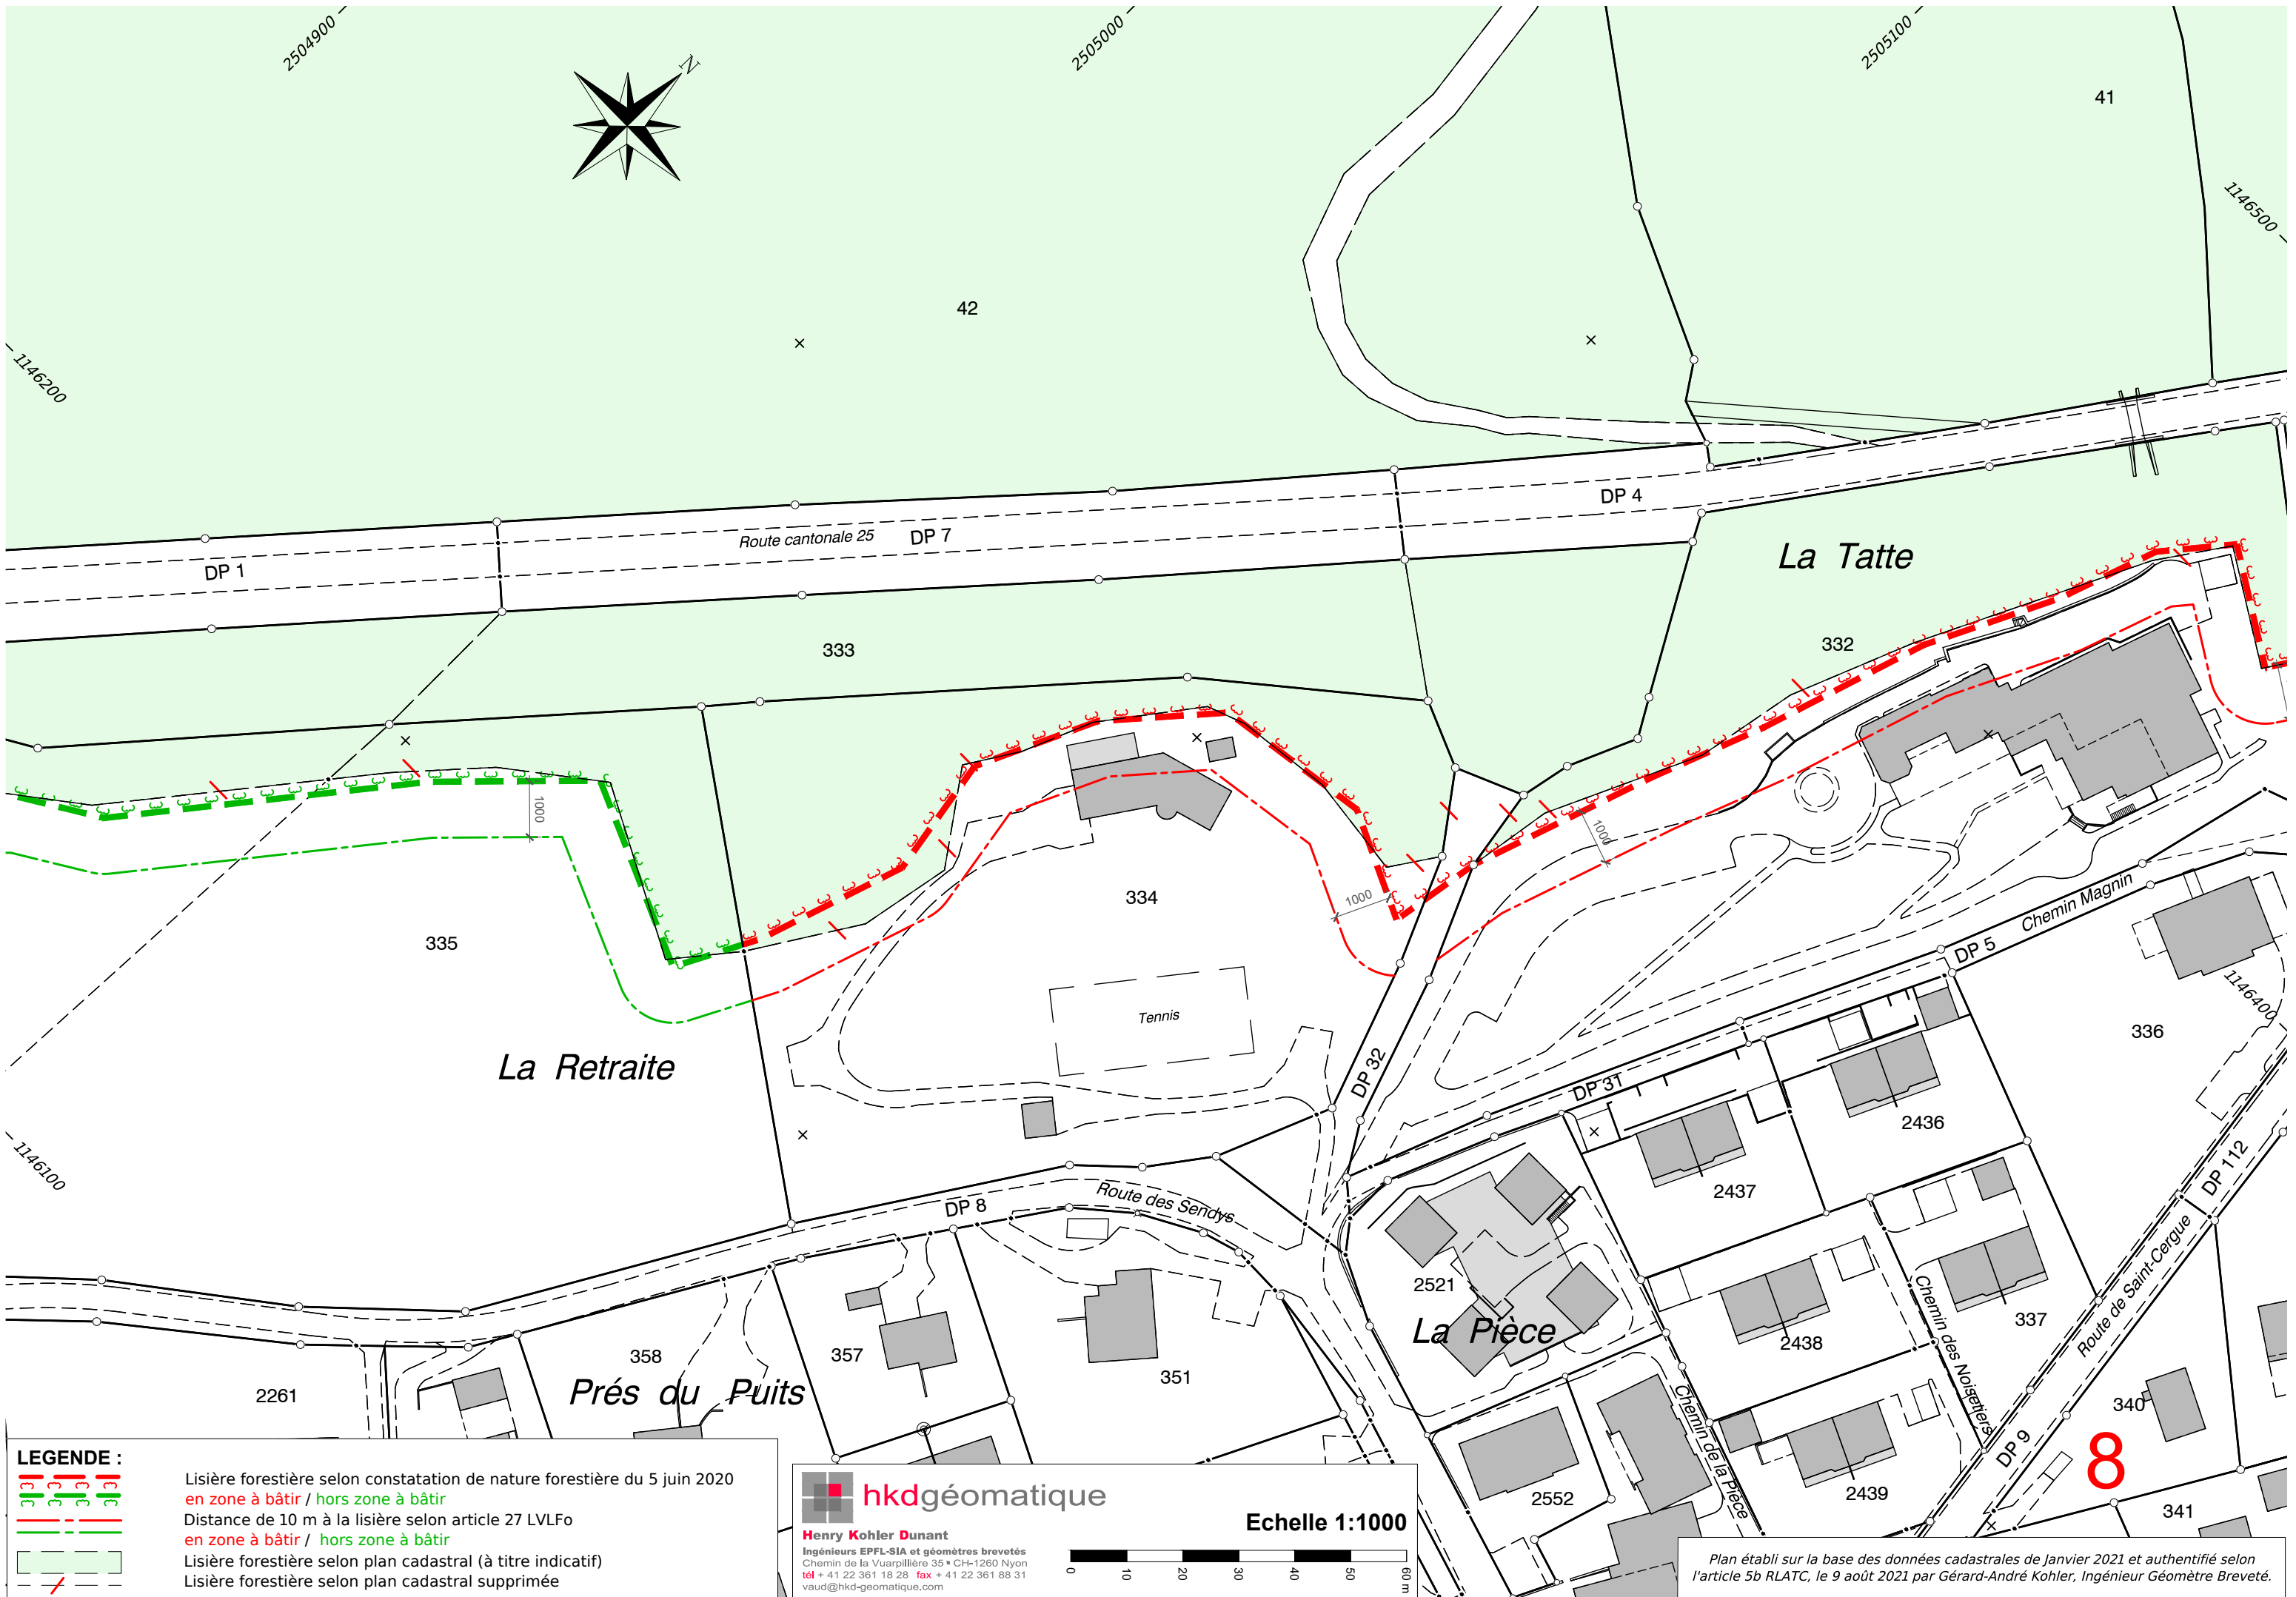 2504900
2505000
2505100
N
41
1146500
42
1146200
DP 4
Route cantonale 25
DP 7
DP 1
La Tatte
333
332
1000
1000
1000
334
335
Chemin Magnin
DP 5
1146400
Tennis
336
La Retraite
DP 32
DP 31
2436
1146100
2437
DP 112
Route des Sendys
DP 8
Route de Saint-Cergue
2521
La Pièce
Chemin des Noisetiers
337
2438
358
357
351
Prés du Puits
2261
Chemin de la Pièce
340
DP 9
8
2439
2552
341
LEGENDE :
Lisière forestière selon constatation de nature forestière du 5 juin 2020
en zone à bâtir / hors zone à bâtir
Distance de 10 m à la lisière selon article 27 LVLFo
en zone à bâtir / hors zone à bâtir
Lisière forestière selon plan cadastral (à titre indicatif)
Lisière forestière selon plan cadastral supprimée
hkdgéomatique
Henry Kohler Dunant
Ingénieurs EPFL-SIA et géomètres brevetés
Chemin de la Vuarpillière 35 ▪ CH-1260 Nyon
tél + 41 22 361 18 28 fax + 41 22 361 88 31
vaud@hkd-geomatique.com
Echelle 1:1000
0 10 20 30 40 50 60 m
Plan établi sur la base des données cadastrales de Janvier 2021 et authentifié selon
l'article 5b RLATC, le 9 août 2021 par Gérard-André Kohler, Ingénieur Géomètre Breveté.